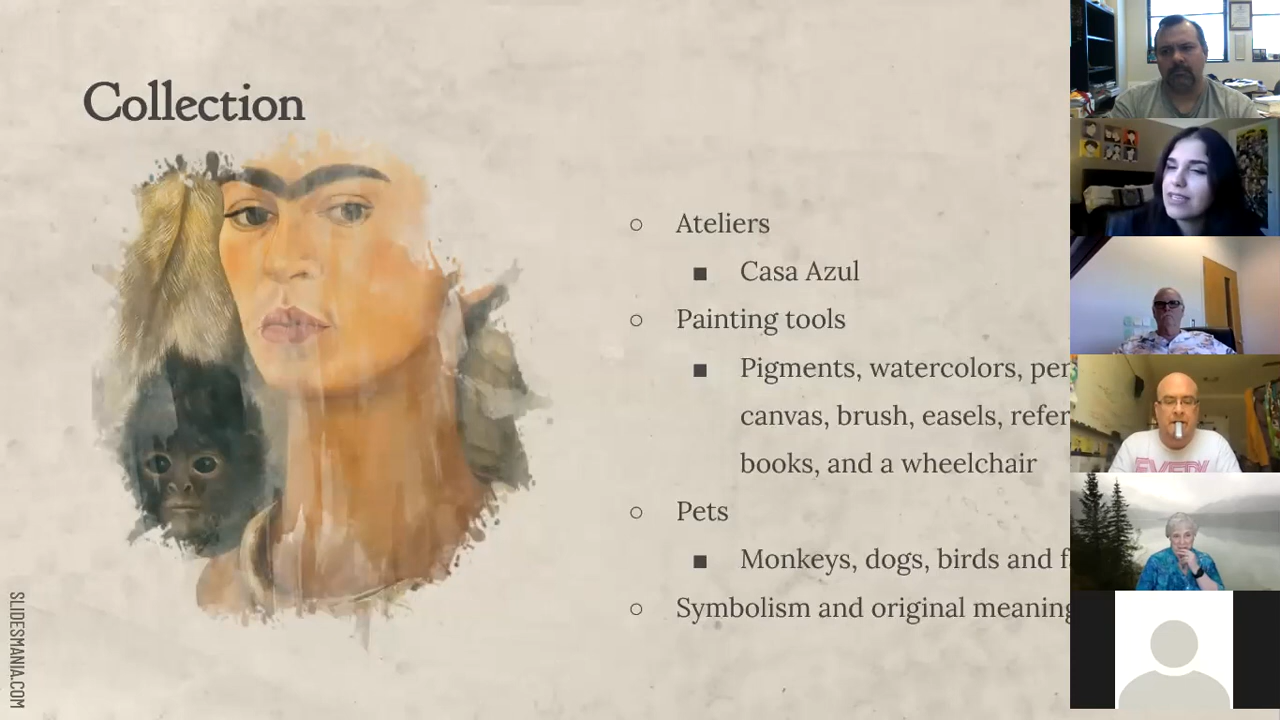 Collection
Ateliers
Casa Azul
Painting tools
Pigments, watercolors,
canvas, brush, easels,
books, and a wheelchair
Pets
Monkeys, dogs, birds and
Symbolism and original meaning
SLIDESMANIA.COM